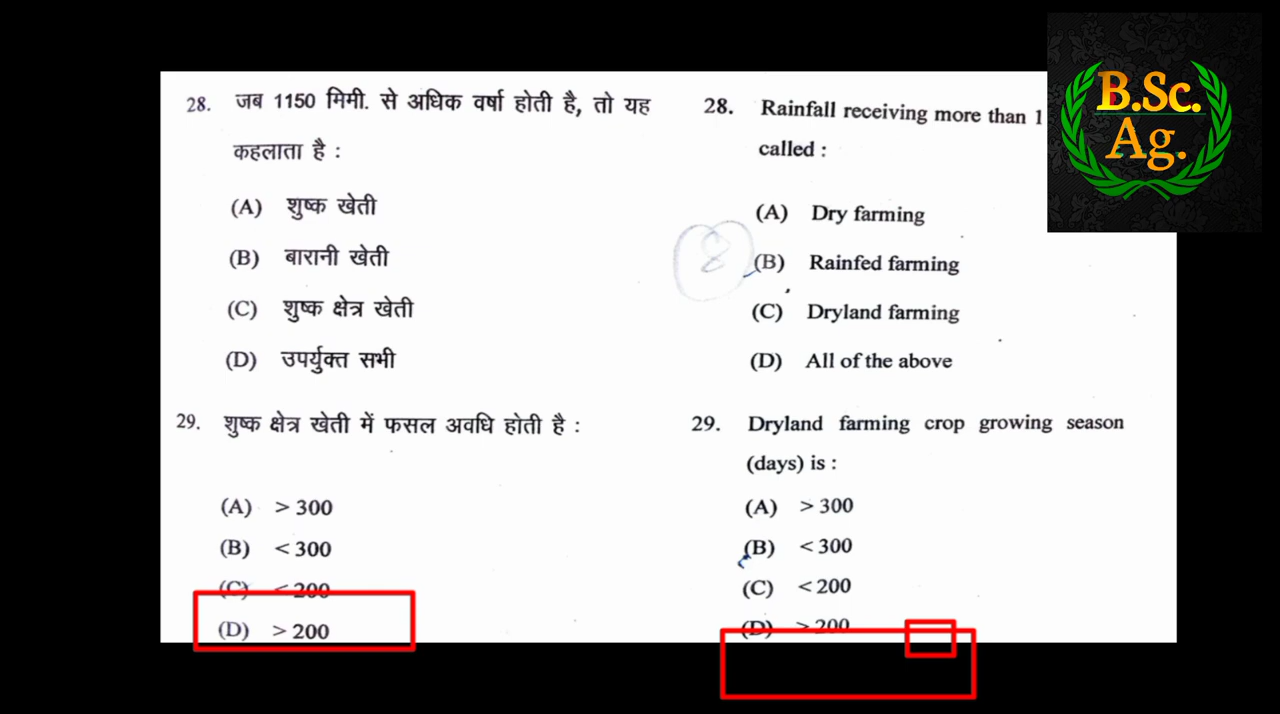 B.Sc.
Ag.
28. जब 1150 मिमी. से अधिक वर्षा होती है, तो यह
कहलाता है :
(A) शुष्क खेती
(B) बारानी खेती
(C) शुष्क क्षेत्र खेती
(D) उपर्युक्त सभी
29. शुष्क क्षेत्र खेती में फसल अवधि होती है :
(A) > 300
(B) < 300
(C) < 200
(D) > 200
28. Rainfall receiving more than 1
called :
(A) Dry farming
8
(B) Rainfed farming
(C) Dryland farming
(D) All of the above
29. Dryland farming crop growing season
(days) is :
(A) > 300
(B) < 300
(C) < 200
(D) > 200